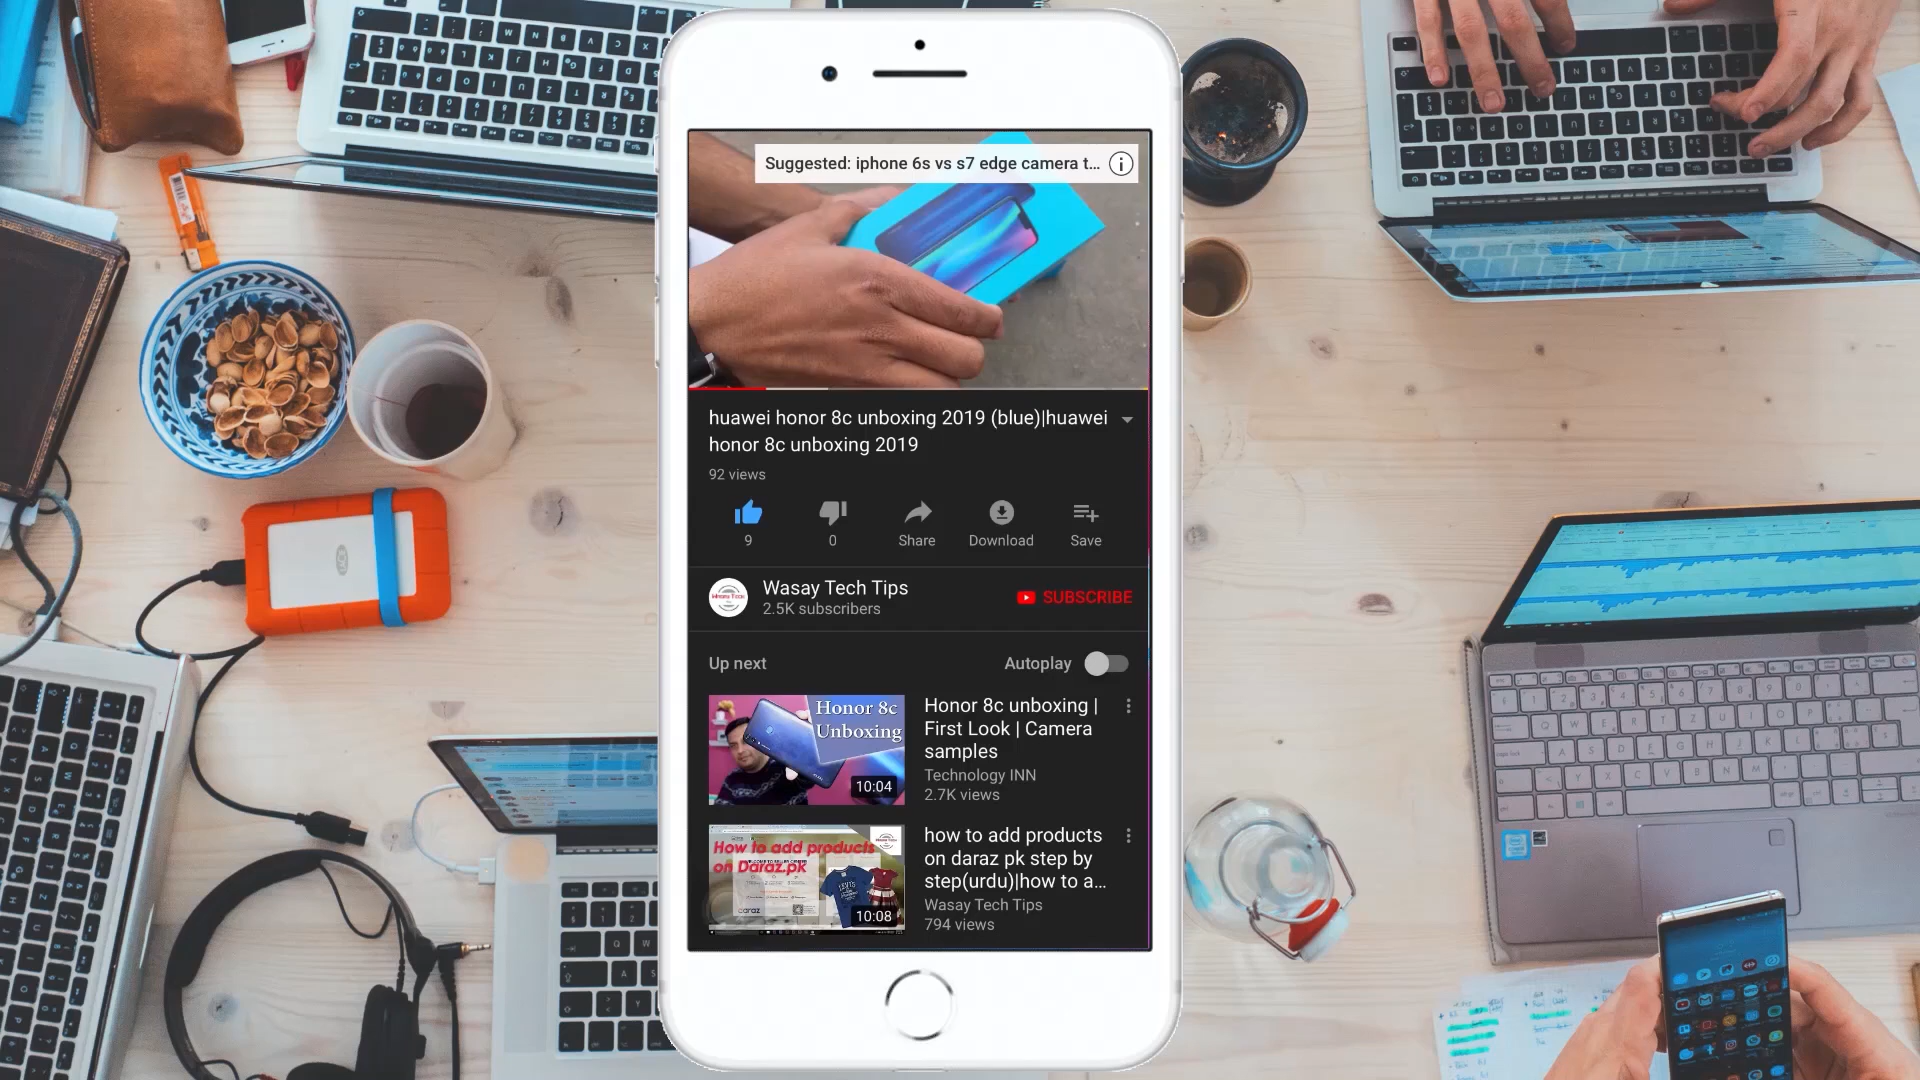 Suggested: iphone 6s vs s7 edge camera t...
huawei honor 8c unboxing 2019 (blue)|huawei
honor 8c unboxing 2019
92 views
9
0
Share
Download
Save
Wasay Tech Tips
2.5K subscribers
SUBSCRIBE
Up next
Autoplay
Honor 8c
Unboxing
10:04
Honor 8c unboxing |
First Look | Camera
samples
Technology INN
2.7K views
How to add products
on Daraz.pk
daraz
10:08
how to add products
on daraz pk step by
step(urdu)|how to a...
Wasay Tech Tips
794 views